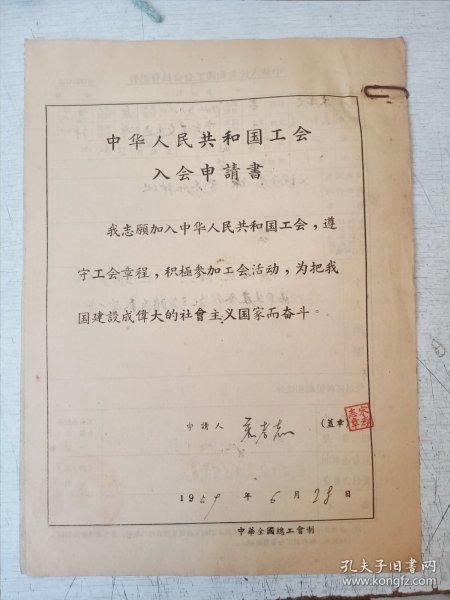 中华人民共和国工会
入会申請書
我志願加入中华人民共和国工会，遵
守工会章程，积極参加工会活动，为把我
国建設成偉大的社會主义国家而奋斗。
申請人 (蓋章)
1959 年 6 月 28 日
中華全國總工會制
孔夫子旧书网
www.kongfz.com